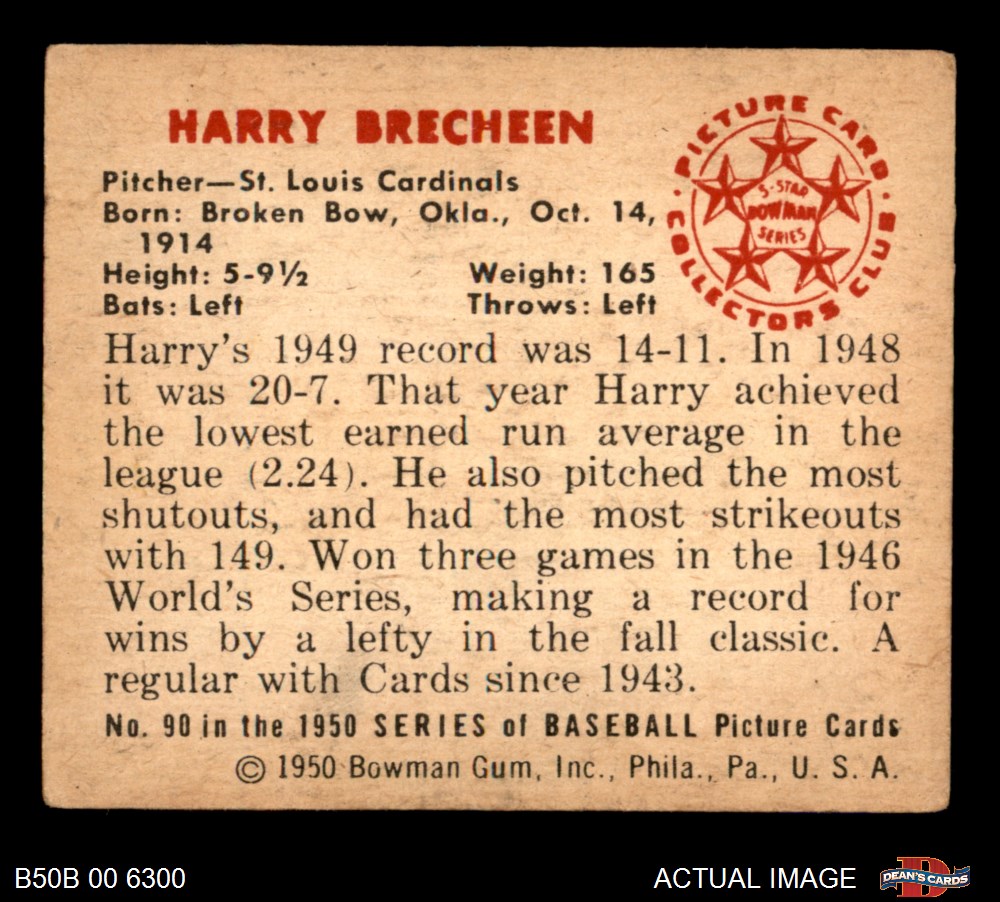 HARRY BRECHEEN
Pitcher—St. Louis Cardinals
Born: Broken Bow, Okla., Oct. 14,
1914
Height: 5-9½ Weight: 165
Bats: Left Throws: Left
PICTURE CARD
COLLECTORS CLUB
5-STAR
BOWMAN
SERIES
Harry's 1949 record was 14-11. In 1948
it was 20-7. That year Harry achieved
the lowest earned run average in the
league (2.24). He also pitched the most
shutouts, and had the most strikeouts
with 149. Won three games in the 1946
World's Series, making a record for
wins by a lefty in the fall classic. A
regular with Cards since 1943.
No. 90 in the 1950 SERIES of BASEBALL Picture Cards
© 1950 Bowman Gum, Inc., Phila., Pa., U. S. A.
B50B 00 6300
ACTUAL IMAGE
D
DEAN'S CARDS